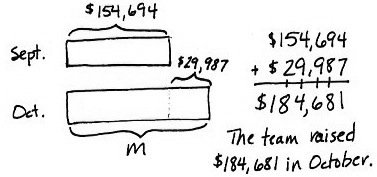 $154,694
Sept.
$29,987
Oct.
m
$154,694
+ $29,987
$184,681
The team raised
$184,681 in October.